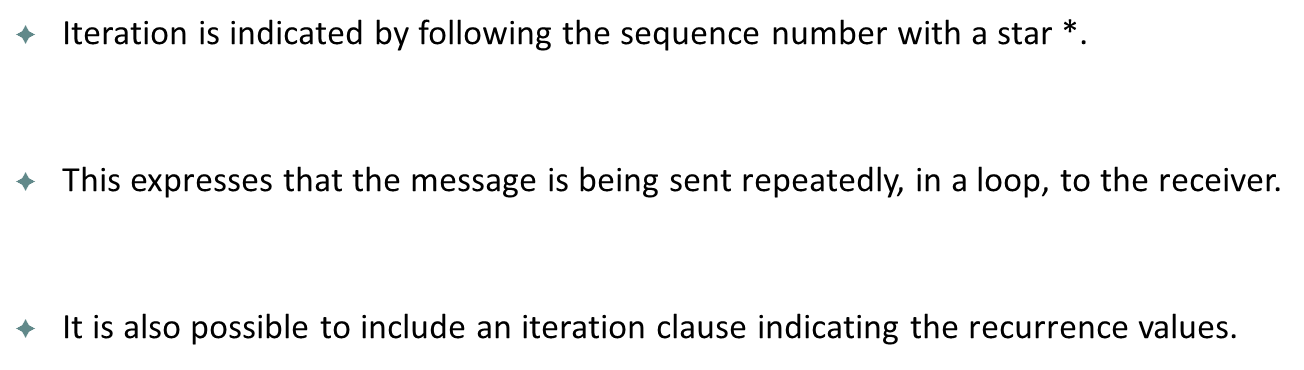 ✦ Iteration is indicated by following the sequence number with a star *.
✦ This expresses that the message is being sent repeatedly, in a loop, to the receiver.
✦ It is also possible to include an iteration clause indicating the recurrence values.